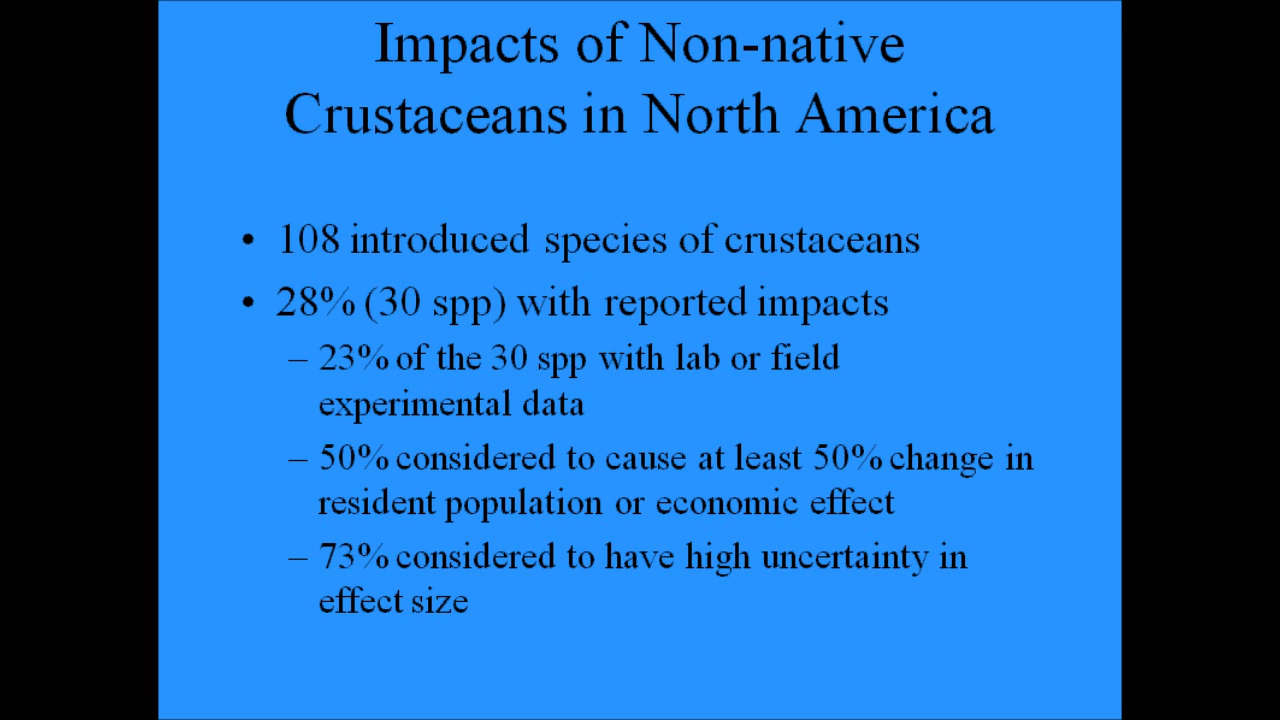 Impacts of Non-native
Crustaceans in North America
• 108 introduced species of crustaceans
• 28% (30 spp) with reported impacts
– 23% of the 30 spp with lab or field
experimental data
– 50% considered to cause at least 50% change in
resident population or economic effect
– 73% considered to have high uncertainty in
effect size